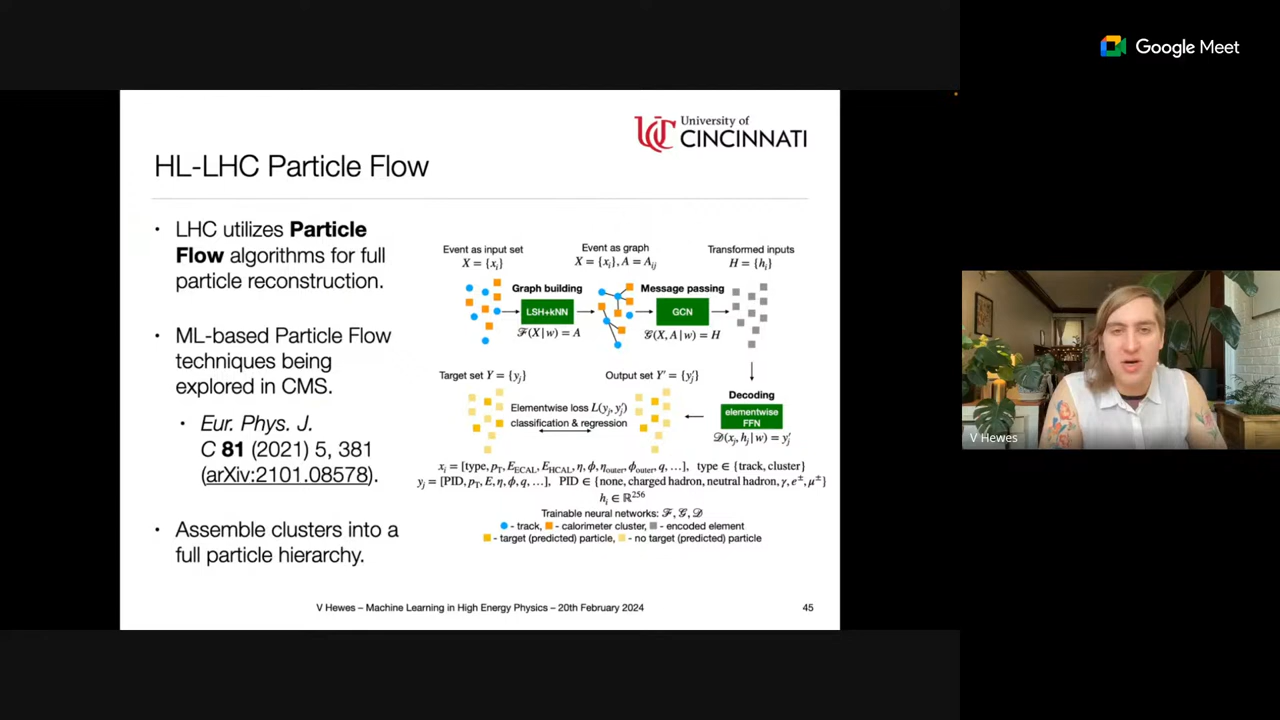 Google Meet
University of
CINCINNATI
HL-LHC Particle Flow
• LHC utilizes Particle
Flow algorithms for full
particle reconstruction.
• ML-based Particle Flow
techniques being
explored in CMS.
• Eur. Phys. J.
C 81 (2021) 5, 381
(arXiv:2101.08578).
• Assemble clusters into a
full particle hierarchy.
Event as input set
X = {xᵢ}
Event as graph
X = {xᵢ}, A = Aᵢⱼ
Transformed inputs
H = {hᵢ}
Graph building
LSH+kNN
ℱ(X|w) = A
Message passing
GCN
𝒢(X, A|w) = H
Decoding
elementwise
FFN
𝒟(xⱼ, hⱼ|w) = y′ⱼ
Target set Y = {yⱼ}
Output set Y′ = {y′ⱼ}
Elementwise loss L(yⱼ, y′ⱼ)
classification & regression
xᵢ = [type, p_T, E_ECAL, E_HCAL, η, ϕ, η_outer, ϕ_outer, q, …], type ∈ {track, cluster}
yⱼ = [PID, p_T, E, η, ϕ, q, …], PID ∈ {none, charged hadron, neutral hadron, γ, e±, μ±}
hᵢ ∈ ℝ²⁵⁶
Trainable neural networks: ℱ, 𝒢, 𝒟
- track, - calorimeter cluster, - encoded element
- target (predicted) particle, - no target (predicted) particle
V Hewes – Machine Learning in High Energy Physics – 20th February 2024
45
V Hewes